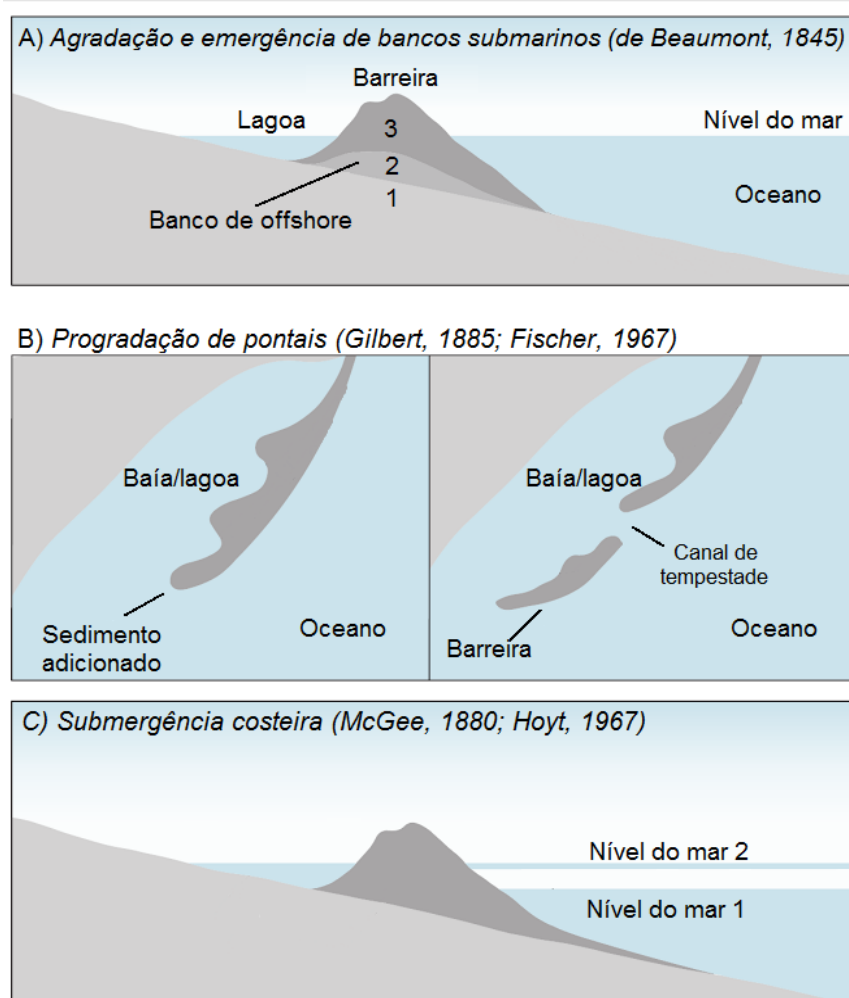 A) Agradação e emergência de bancos submarinos (de Beaumont, 1845)
Barreira
Lagoa
3
Nível do mar
2
1
Oceano
Banco de offshore
B) Progradação de pontais (Gilbert, 1885; Fischer, 1967)
Baía/lagoa
Sedimento
adicionado
Oceano
Baía/lagoa
Canal de
tempestade
Barreira
Oceano
C) Submergência costeira (McGee, 1880; Hoyt, 1967)
Nível do mar 2
Nível do mar 1